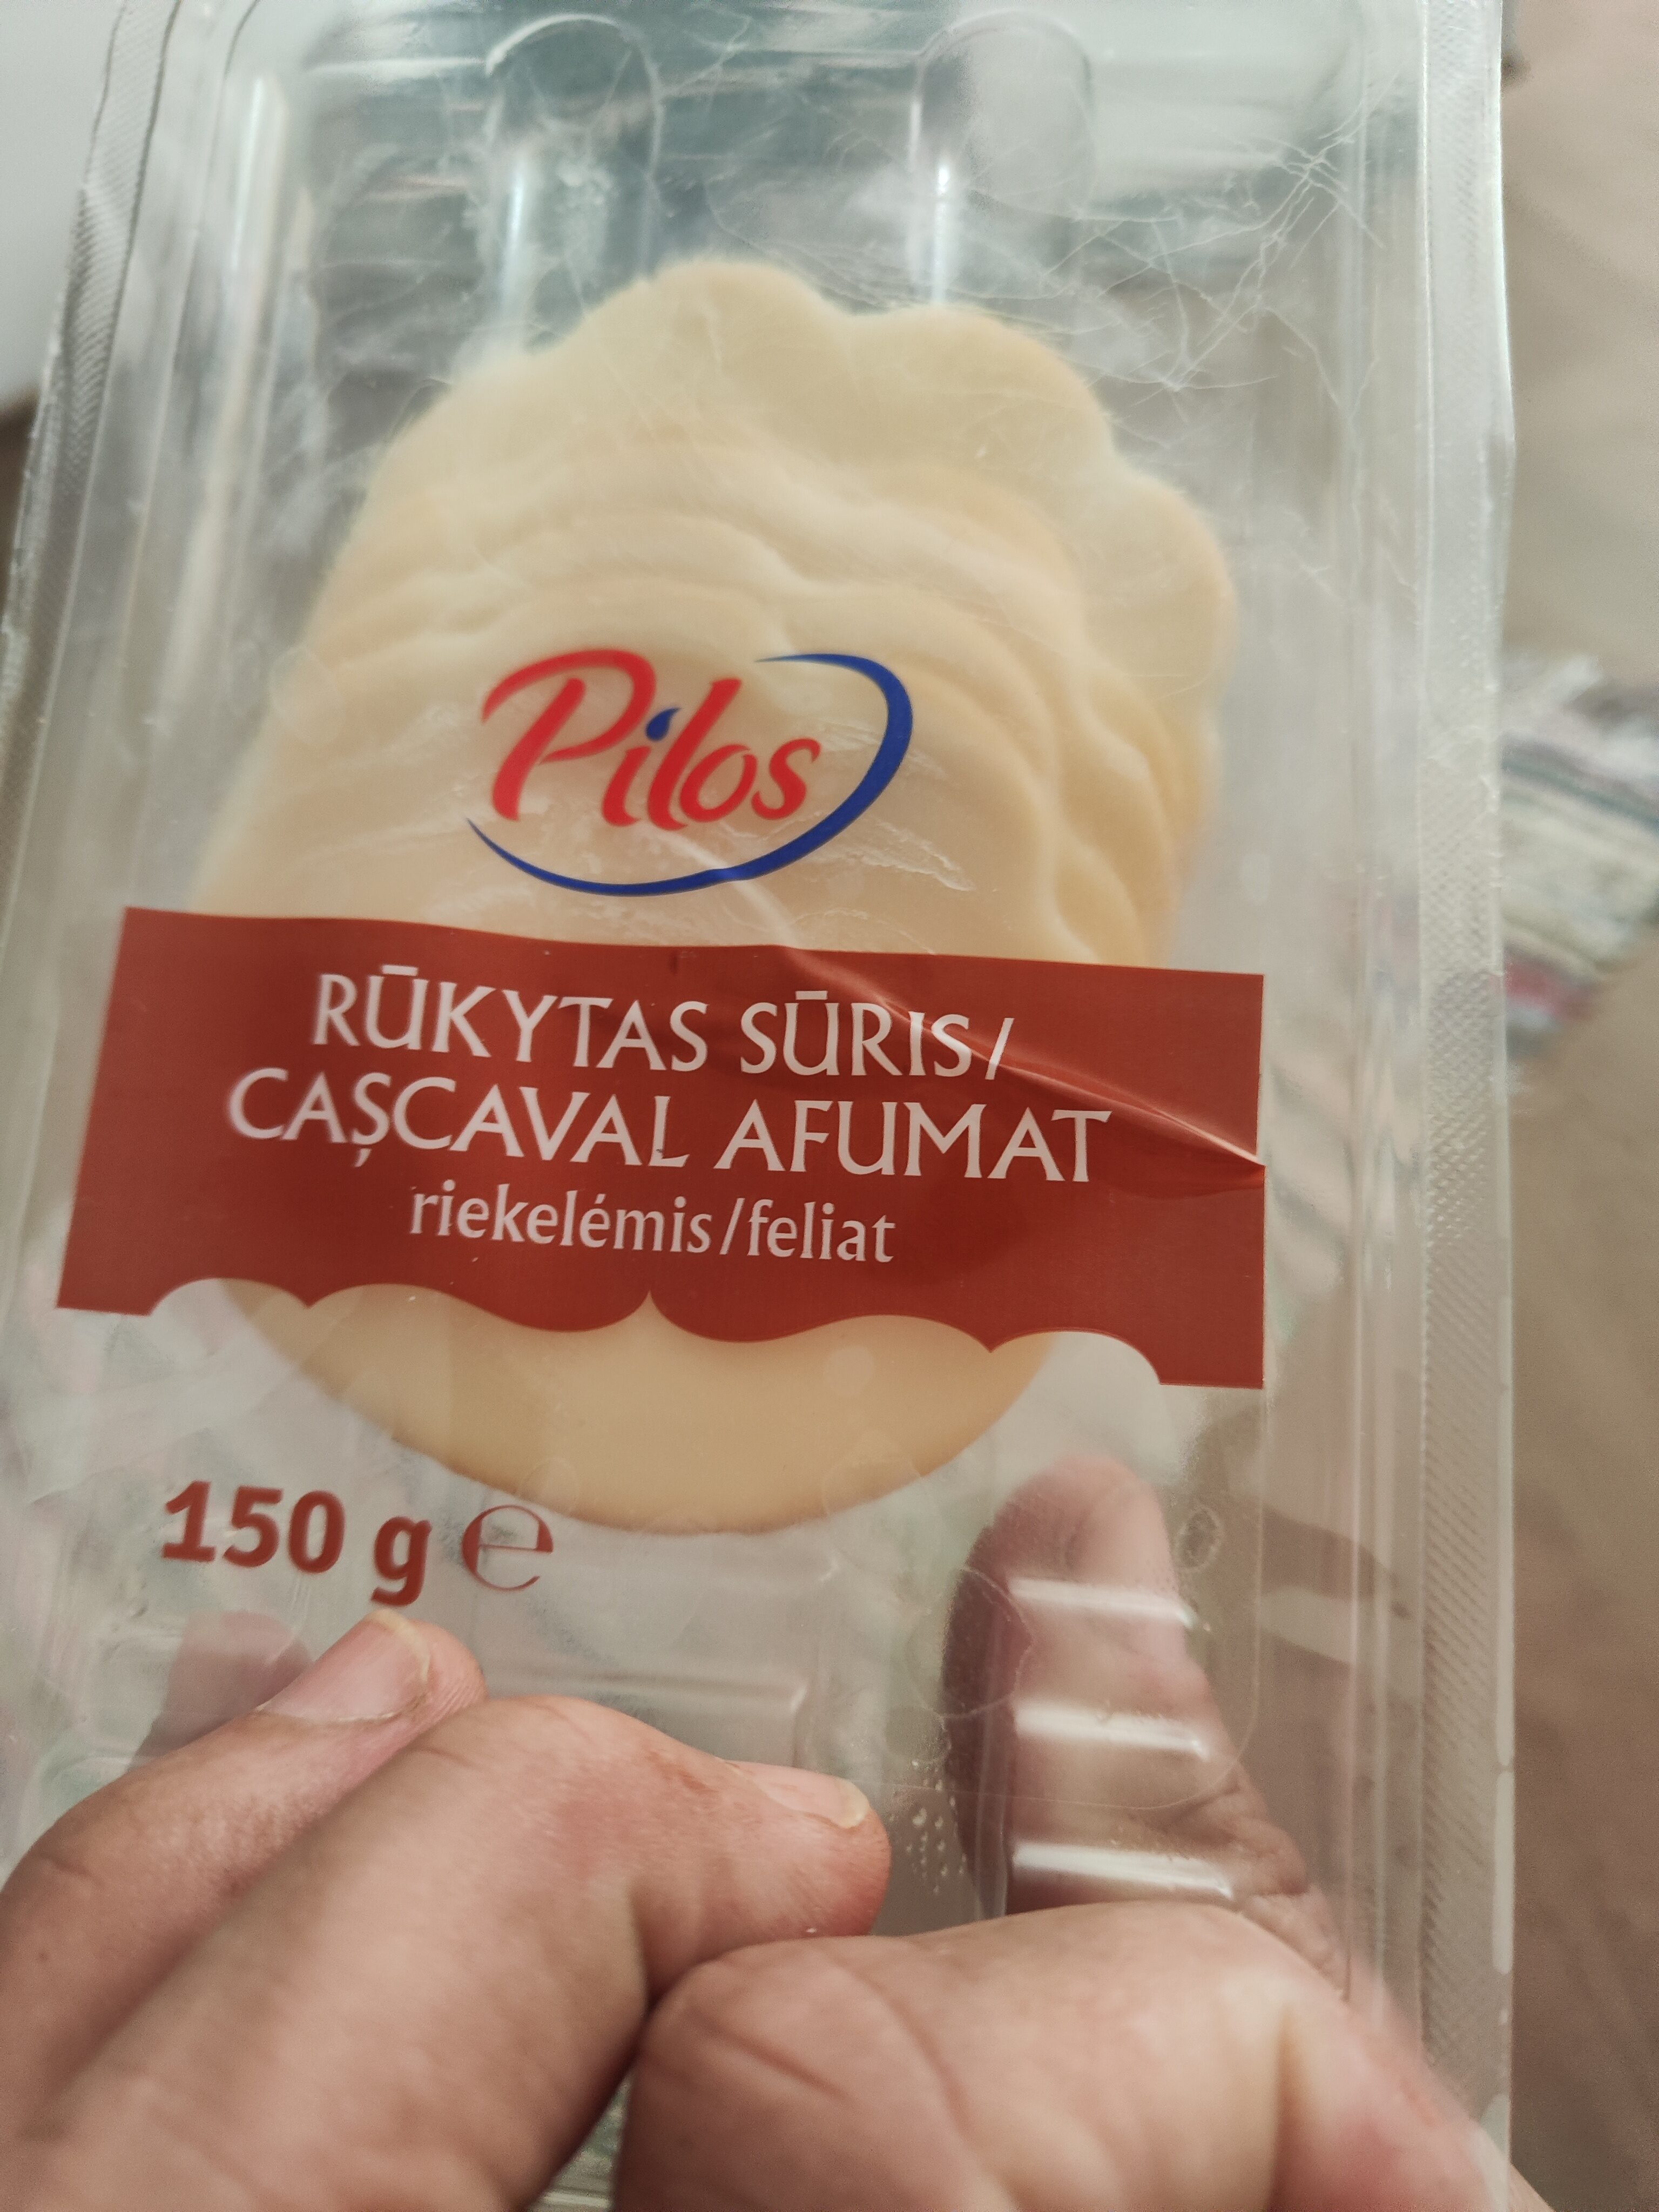 Pilos
RŪKYTAS SŪRIS/
CAȘCAVAL AFUMAT
riekelėmis/feliat
150 g ℮